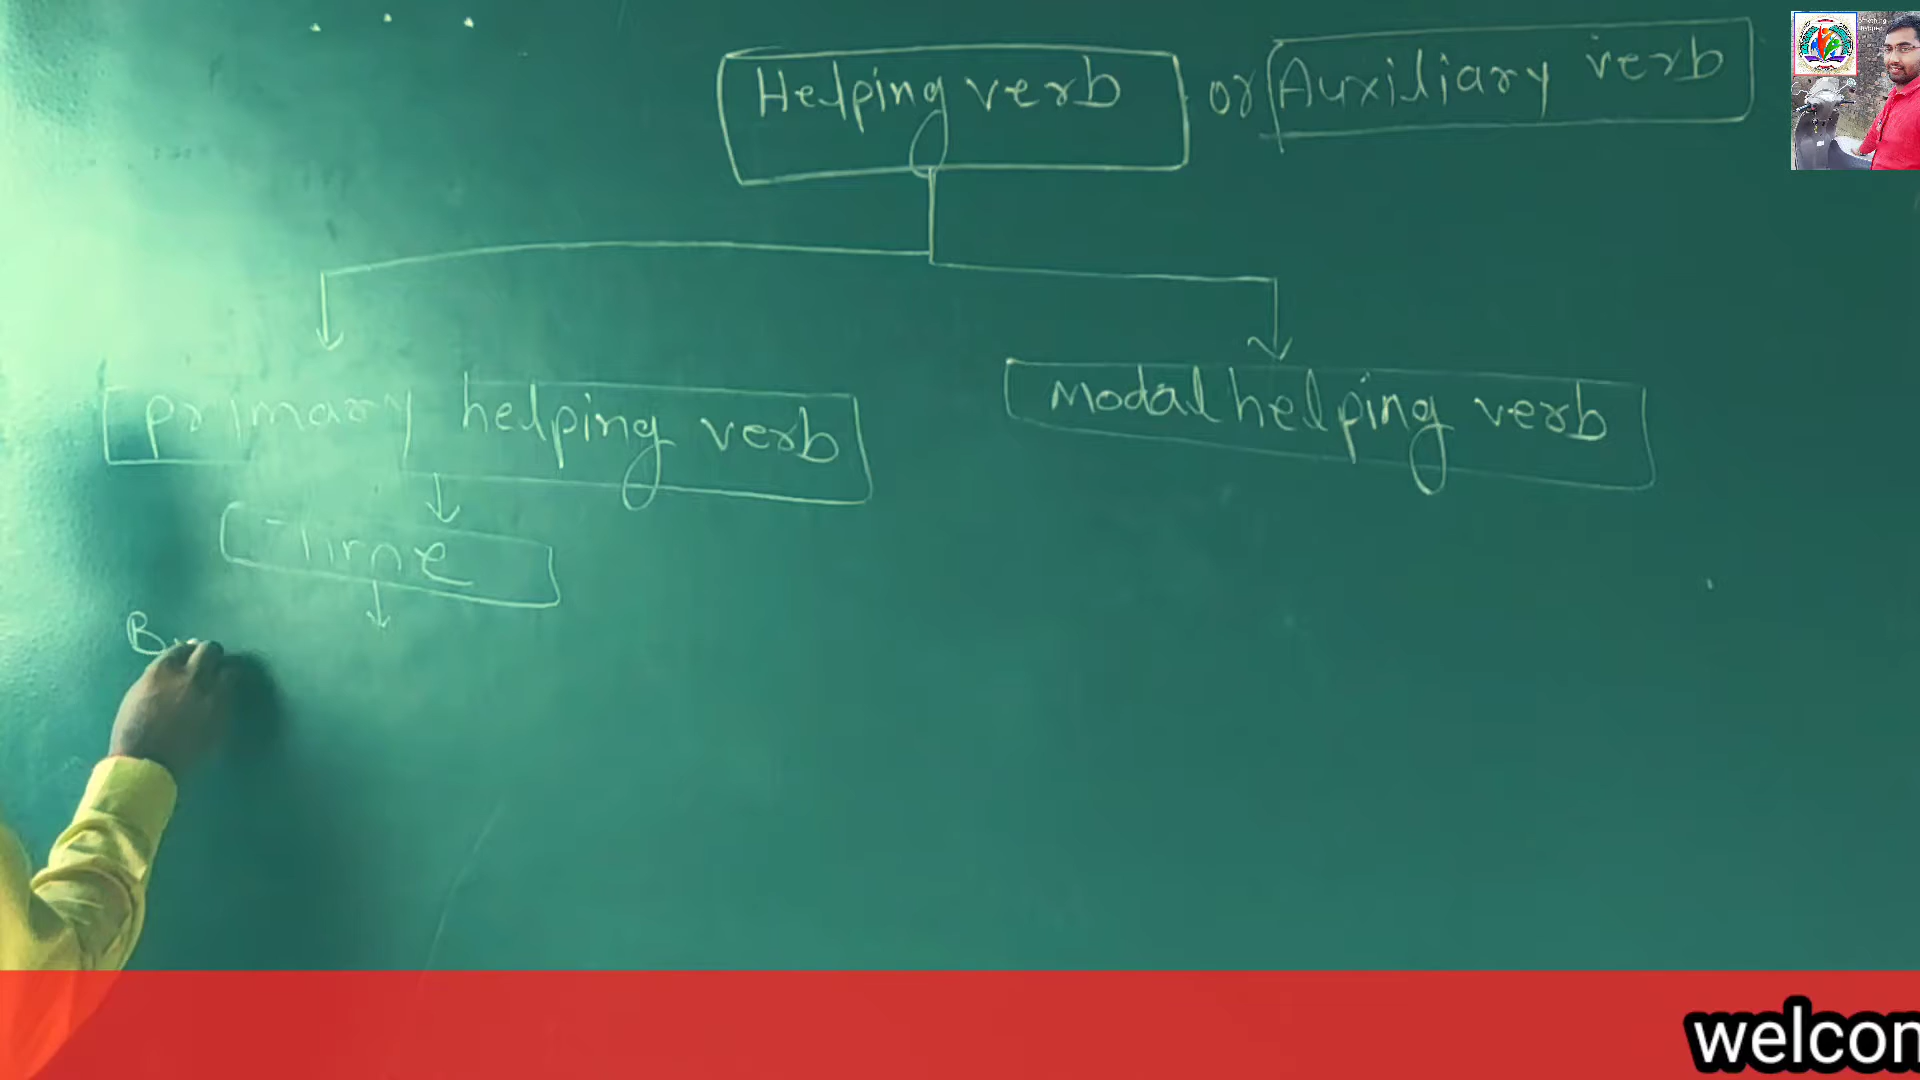 Helping verb or Auxiliary verb
primary helping verb
Modal helping verb
Time
B
welcon